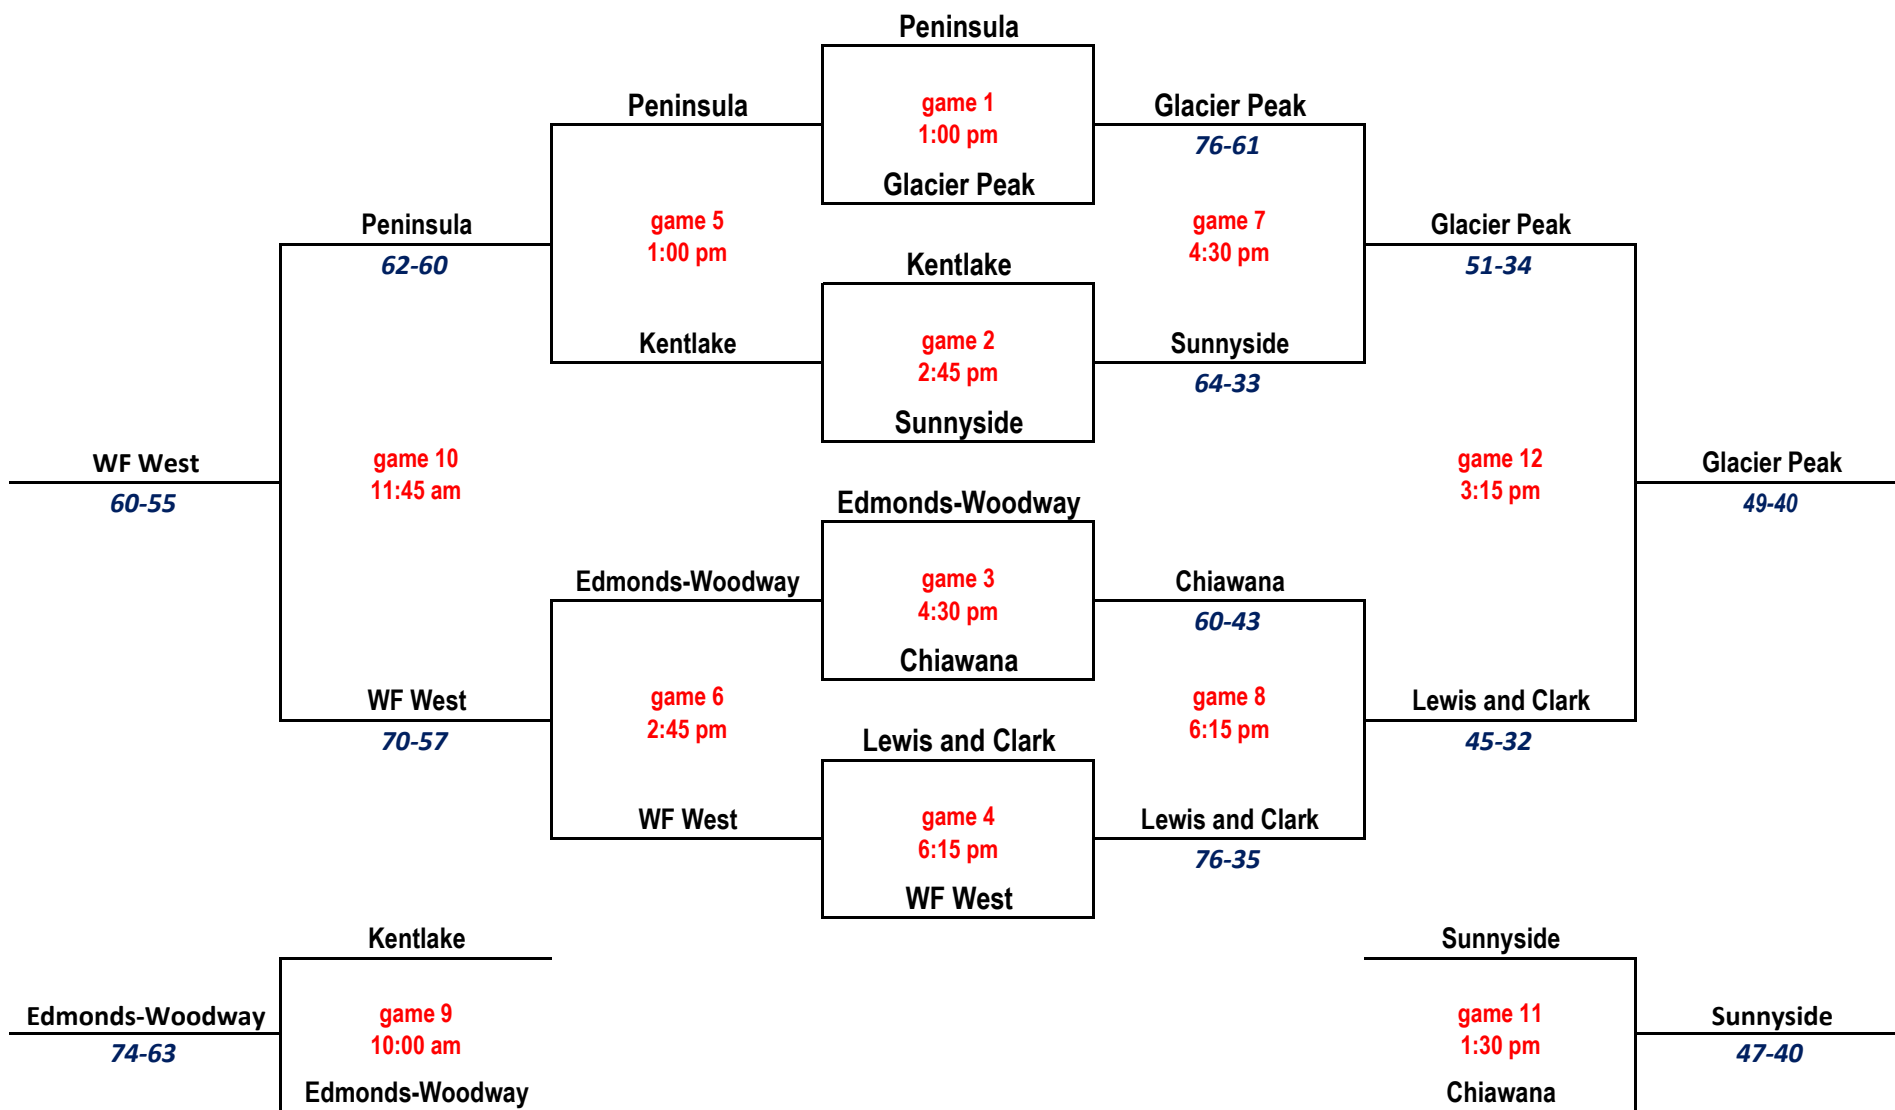 Peninsula
Peninsula
game 1
Glacier Peak
1:00 pm
76-61
Glacier Peak
Peninsula
game 5
game 7
Glacier Peak
62-60
1:00 pm
4:30 pm
51-34
Kentlake
Kentlake
game 2
Sunnyside
2:45 pm
64-33
Sunnyside
WF West
game 10
game 12
Glacier Peak
60-55
11:45 am
3:15 pm
49-40
Edmonds-Woodway
Edmonds-Woodway
game 3
Chiawana
4:30 pm
60-43
Chiawana
WF West
game 6
game 8
Lewis and Clark
70-57
2:45 pm
6:15 pm
45-32
Lewis and Clark
WF West
game 4
Lewis and Clark
6:15 pm
76-35
WF West
Kentlake
Sunnyside
Edmonds-Woodway
game 9
game 11
Sunnyside
74-63
10:00 am
1:30 pm
47-40
Edmonds-Woodway
Chiawana